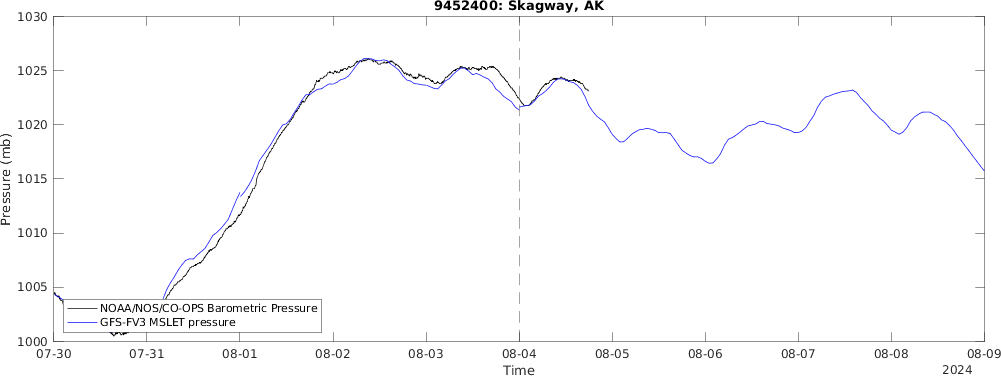 9452400: Skagway, AK
Pressure (mb)
1030
1025
1020
1015
1010
1005
1000
NOAA/NOS/CO-OPS Barometric Pressure
GFS-FV3 MSLET pressure
07-30 07-31 08-01 08-02 08-03 08-04 08-05 08-06 08-07 08-08 08-09
Time
2024